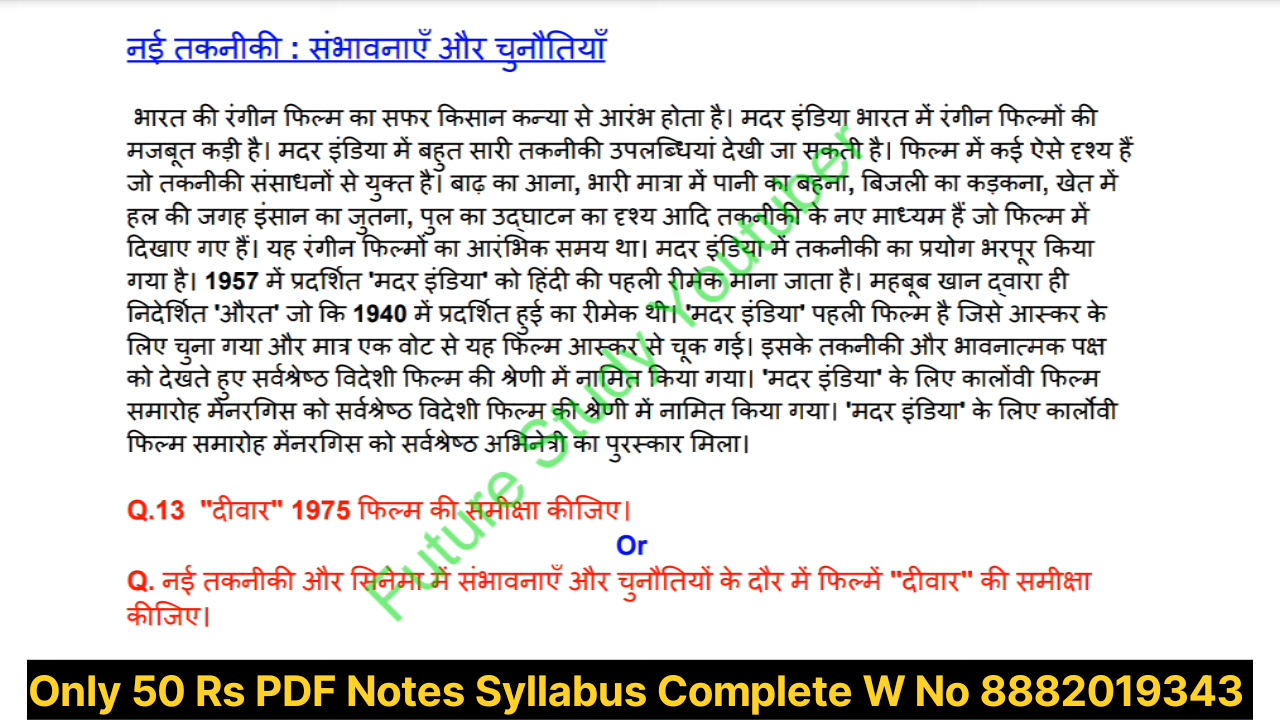 नई तकनीकी : संभावनाएँ और चुनौतियाँ
भारत की रंगीन फिल्म का सफर किसान कन्या से आरंभ होता है। मदर इंडिया भारत में रंगीन फिल्मों की
मजबूत कड़ी है। मदर इंडिया में बहुत सारी तकनीकी उपलब्धियां देखी जा सकती है। फिल्म में कई ऐसे दृश्य हैं
जो तकनीकी संसाधनों से युक्त है। बाढ़ का आना, भारी मात्रा में पानी का बहना, बिजली का कड़कना, खेत में
हल की जगह इंसान का जुतना, पुल का उद्घाटन का दृश्य आदि तकनीकी के नए माध्यम हैं जो फिल्म में
दिखाए गए हैं। यह रंगीन फिल्मों का आरंभिक समय था। मदर इंडिया में तकनीकी का प्रयोग भरपूर किया
गया है। 1957 में प्रदर्शित 'मदर इंडिया' को हिंदी की पहली रीमेक माना जाता है। महबूब खान द्वारा ही
निदेर्शित 'औरत' जो कि 1940 में प्रदर्शित हुई का रीमेक थी। 'मदर इंडिया' पहली फिल्म है जिसे आस्कर के
लिए चुना गया और मात्र एक वोट से यह फिल्म आस्कर से चूक गई। इसके तकनीकी और भावनात्मक पक्ष
को देखते हुए सर्वश्रेष्ठ विदेशी फिल्म की श्रेणी में नामित किया गया। 'मदर इंडिया' के लिए कालोंवी फिल्म
समारोह मेंनरगिस को सर्वश्रेष्ठ विदेशी फिल्म की श्रेणी में नामित किया गया। 'मदर इंडिया' के लिए कार्लोवी
फिल्म समारोह मेंनरगिस को सर्वश्रेष्ठ अभिनेत्री का पुरस्कार मिला।
Q.13 "दीवार" 1975 फिल्म की समीक्षा कीजिए।
Or
Q. नई तकनीकी और सिनेमा में संभावनाएँ और चुनौतियों के दौर में फिल्में "दीवार" की समीक्षा
कीजिए।
Future Study Youtuber
Only 50 Rs PDF Notes Syllabus Complete W No 8882019343